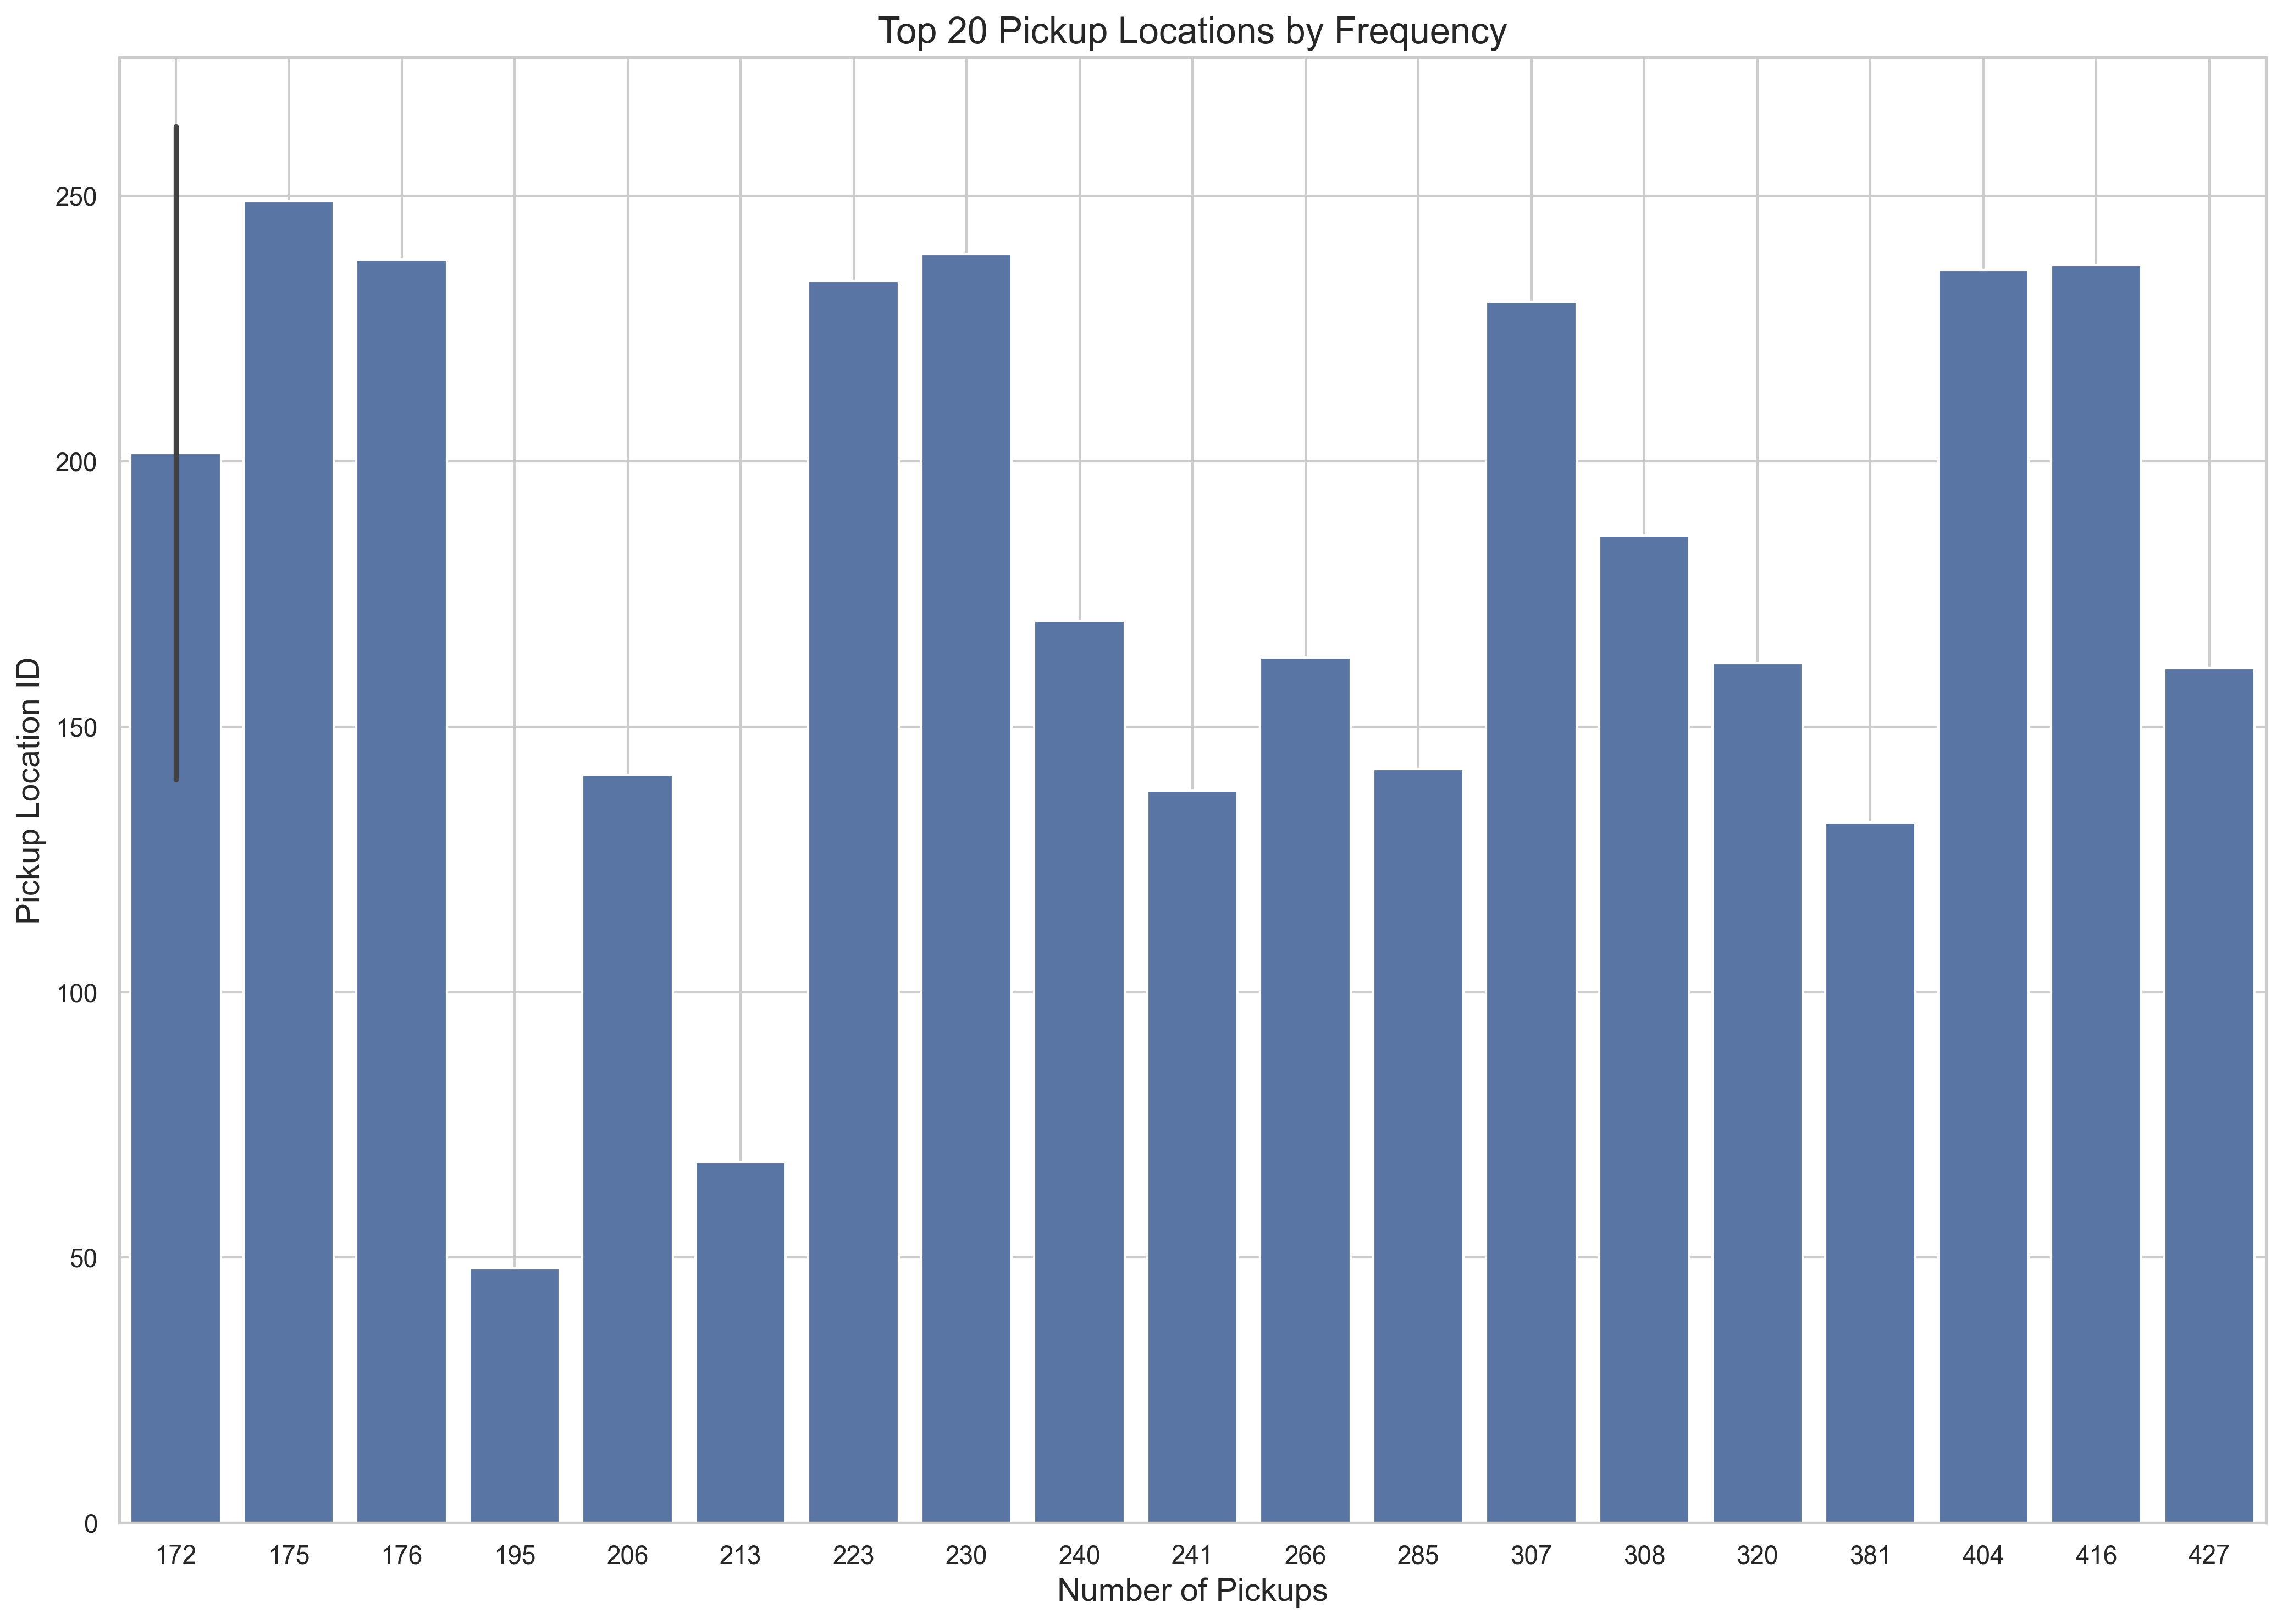 Top 20 Pickup Locations by Frequency
Pickup Location ID
250
200
150
100
50
0
172 175 176 195 206 213 223 230 240 241 266 285 307 308 320 381 404 416 427
Number of Pickups